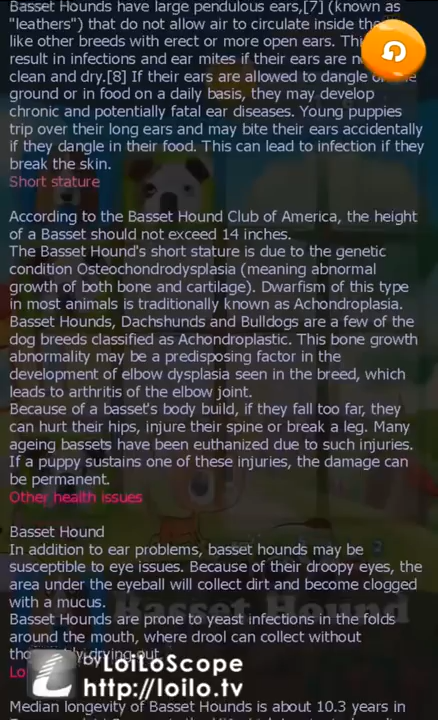 Basset Hounds have large pendulous ears,[7] (known as
"leathers") that do not allow air to circulate inside the
like other breeds with erect or more open ears. Thi
result in infections and ear mites if their ears are n
clean and dry.[8] If their ears are allowed to dangle
ground or in food on a daily basis, they may develop
chronic and potentially fatal ear diseases. Young puppies
trip over their long ears and may bite their ears accidentally
if they dangle in their food. This can lead to infection if they
break the skin.
Short stature
According to the Basset Hound Club of America, the height
of a Basset should not exceed 14 inches.
The Basset Hound's short stature is due to the genetic
condition Osteochondrodysplasia (meaning abnormal
growth of both bone and cartilage). Dwarfism of this type
in most animals is traditionally known as Achondroplasia.
Basset Hounds, Dachshunds and Bulldogs are a few of the
dog breeds classified as Achondroplastic. This bone growth
abnormality may be a predisposing factor in the
development of elbow dysplasia seen in the breed, which
leads to arthritis of the elbow joint.
Because of a basset's body build, if they fall too far, they
can hurt their hips, injure their spine or break a leg. Many
ageing bassets have been euthanized due to such injuries.
If a puppy sustains one of these injuries, the damage can
be permanent.
Other health issues
Basset Hound
In addition to ear problems, basset hounds may be
susceptible to eye issues. Because of their droopy eyes, the
area under the eyeball will collect dirt and become clogged
with a mucus.
Basset Hound
Basset Hounds are prone to yeast infections in the folds
around the mouth, where drool can collect without
drying out.
by LoiLoScope
http://loilo.tv
Median longevity of Basset Hounds is about 10.3 years in